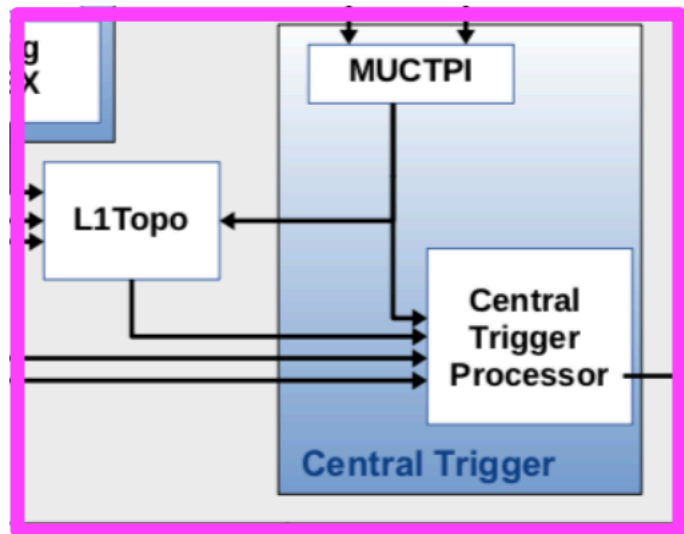 g
X
MUCTPI
L1Topo
Central
Trigger
Processor
Central Trigger